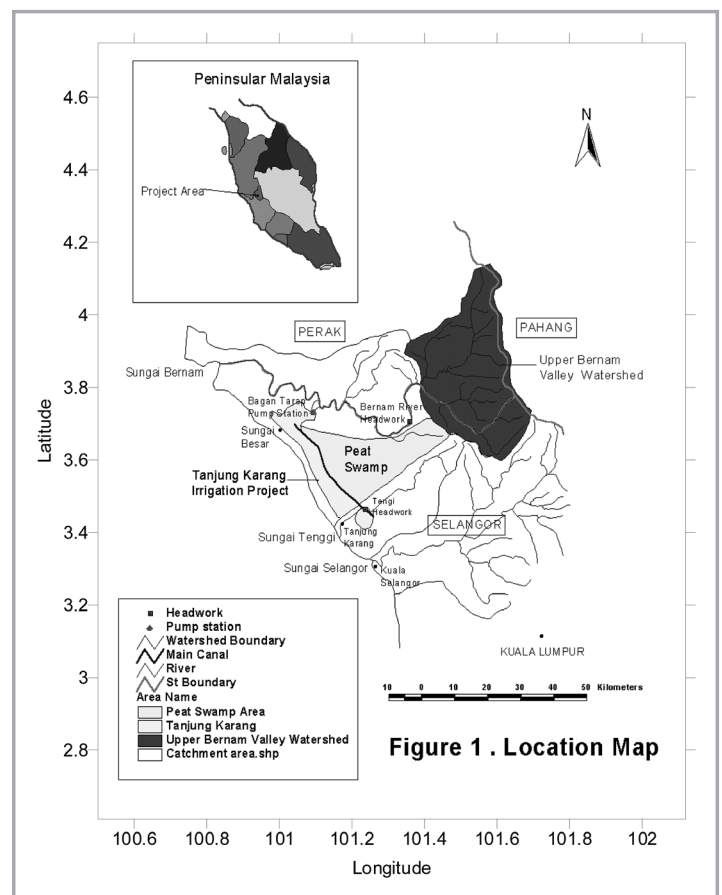 Peninsular Malaysia
Project Area
N
4.6
4.4
4.2
4
3.8
3.6
3.4
3.2
3
2.8
Latitude
PERAK
PAHANG
Sungai Bernam
Upper Bernam
Valley Watershed
Bagan Tarap
Pump Station
Bernam River
Headwork
Sungai
Besar
Peat
Swamp
Tanjung Karang
Irrigation Project
Tengi
Headwork
Sungai Tenggi
Tanjung
Karang
SELANGOR
Sungai Selangor
Kuala
Selangor
KUALA LUMPUR
Headwork
Pump station
Watershed Boundary
Main Canal
River
St Boundary
Area Name
Peat Swamp Area
Tanjung Karang
Upper Bernam Valley Watershed
Catchment area.shp
10 0 10 20 30 40 50 Kilometers
Figure 1 . Location Map
100.6 100.8 101 101.2 101.4 101.6 101.8 102
Longitude